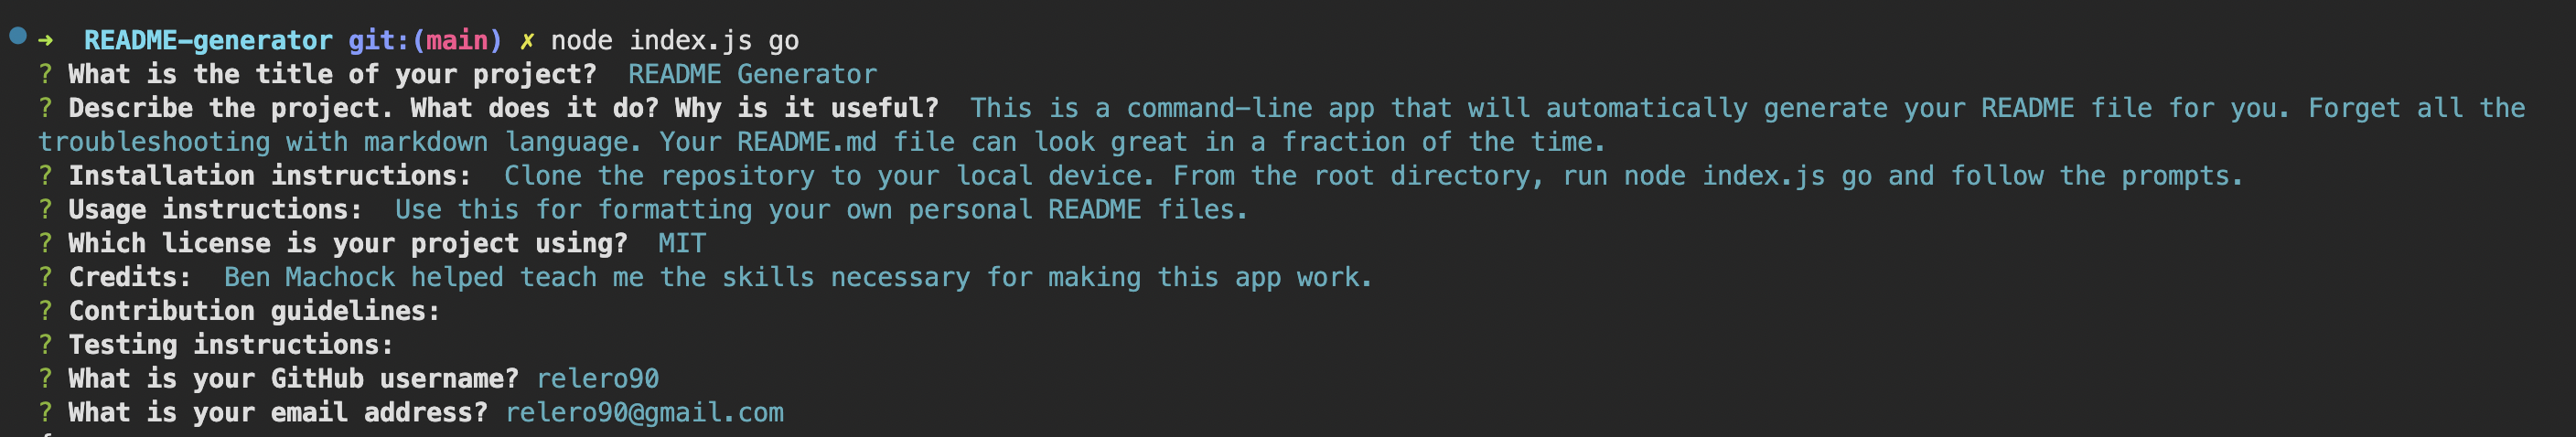 ➜  README-generator git:(main) ✗ node index.js go
? What is the title of your project?  README Generator
? Describe the project. What does it do? Why is it useful?  This is a command-line app that will automatically generate your README file for you. Forget all the
troubleshooting with markdown language. Your README.md file can look great in a fraction of the time.
? Installation instructions:  Clone the repository to your local device. From the root directory, run node index.js go and follow the prompts.
? Usage instructions:  Use this for formatting your own personal README files.
? Which license is your project using?  MIT
? Credits:  Ben Machock helped teach me the skills necessary for making this app work.
? Contribution guidelines:
? Testing instructions:
? What is your GitHub username? relero90
? What is your email address? relero90@gmail.com